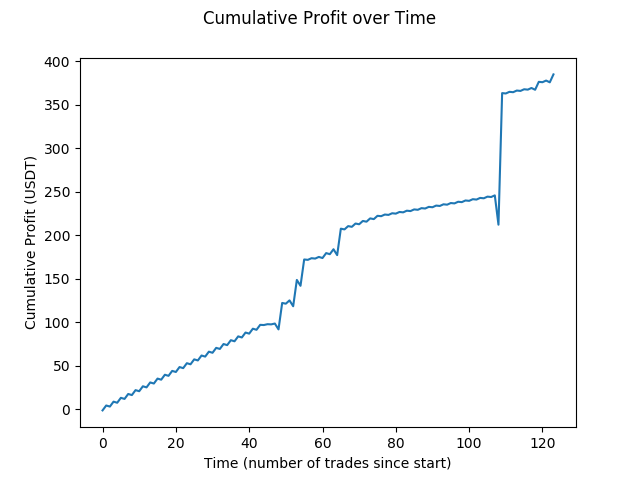 Cumulative Profit over Time
400
350
300
250
200
150
100
50
0
Cumulative Profit (USDT)
0 20 40 60 80 100 120
Time (number of trades since start)